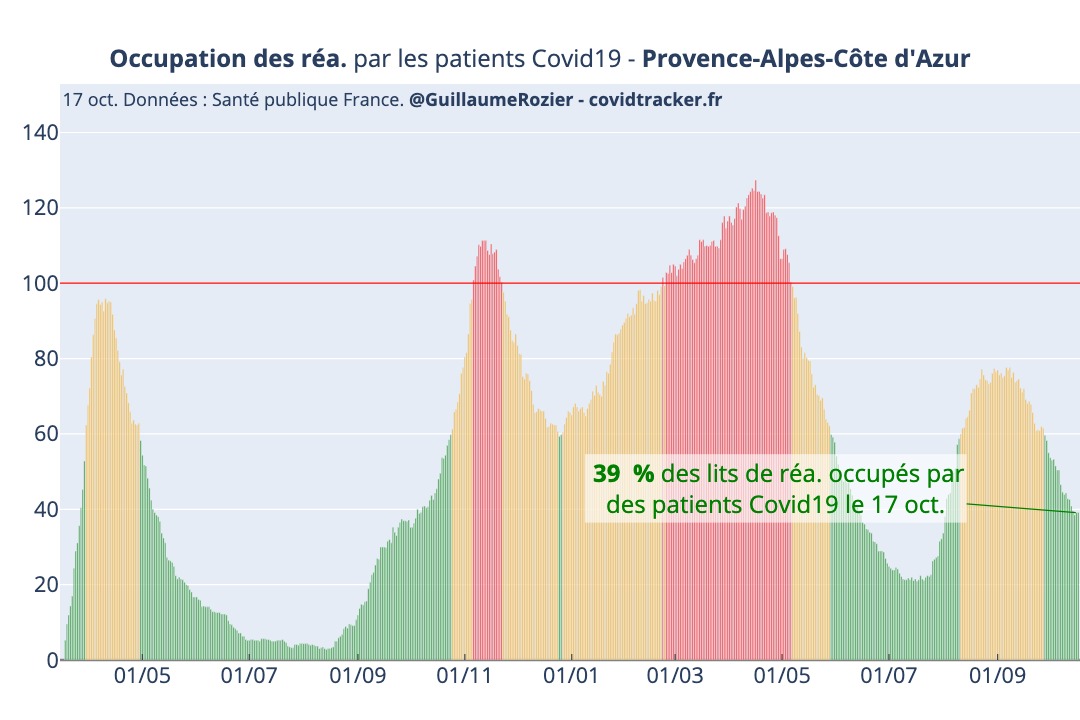 Occupation des réa. par les patients Covid19 - Provence-Alpes-Côte d'Azur
17 oct. Données : Santé publique France. @GuillaumeRozier - covidtracker.fr
140
120
100
80
60
39 % des lits de réa. occupés par
des patients Covid19 le 17 oct.
40
20
0
01/05 01/07 01/09 01/11 01/01 01/03 01/05 01/07 01/09